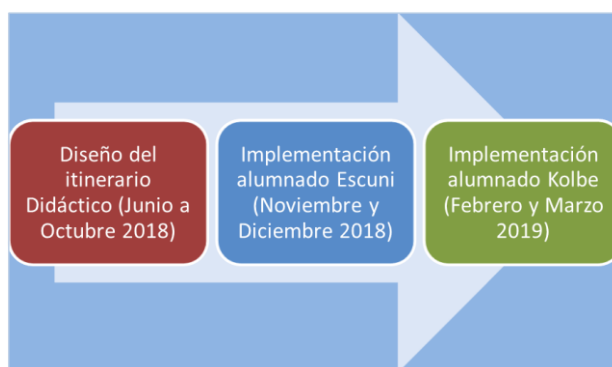 Diseño del
itinerario
Didáctico (Junio a
Octubre 2018)
Implementación
alumnado Escuni
(Noviembre y
Diciembre 2018)
Implementación
alumnado Kolbe
(Febrero y Marzo
2019)